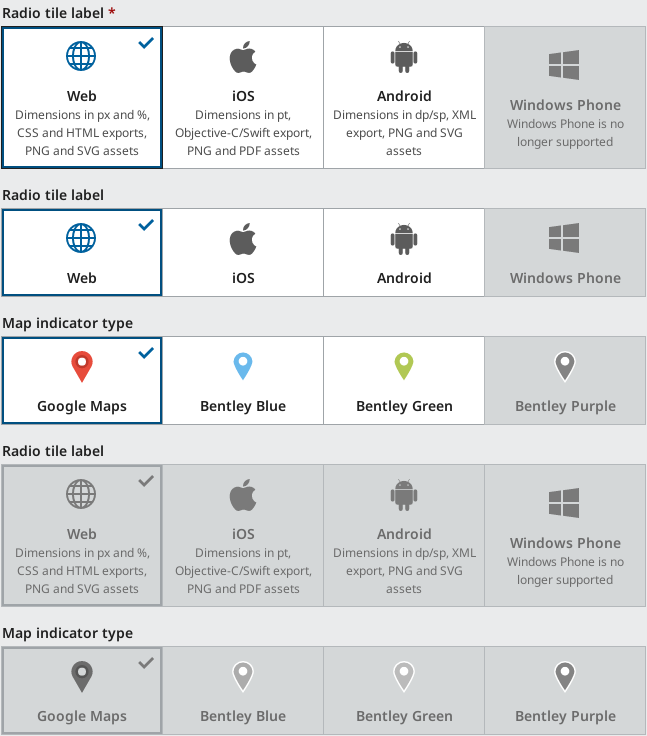 Radio tile label *
Web
Dimensions in px and %,
CSS and HTML exports,
PNG and SVG assets
iOS
Dimensions in pt,
Objective-C/Swift export,
PNG and PDF assets
Android
Dimensions in dp/sp, XML
export, PNG and SVG
assets
Windows Phone
Windows Phone is no
longer supported
Radio tile label
Web
iOS
Android
Windows Phone
Map indicator type
Google Maps
Bentley Blue
Bentley Green
Bentley Purple
Radio tile label
Web
Dimensions in px and %,
CSS and HTML exports,
PNG and SVG assets
iOS
Dimensions in pt,
Objective-C/Swift export,
PNG and PDF assets
Android
Dimensions in dp/sp, XML
export, PNG and SVG
assets
Windows Phone
Windows Phone is no
longer supported
Map indicator type
Google Maps
Bentley Blue
Bentley Green
Bentley Purple